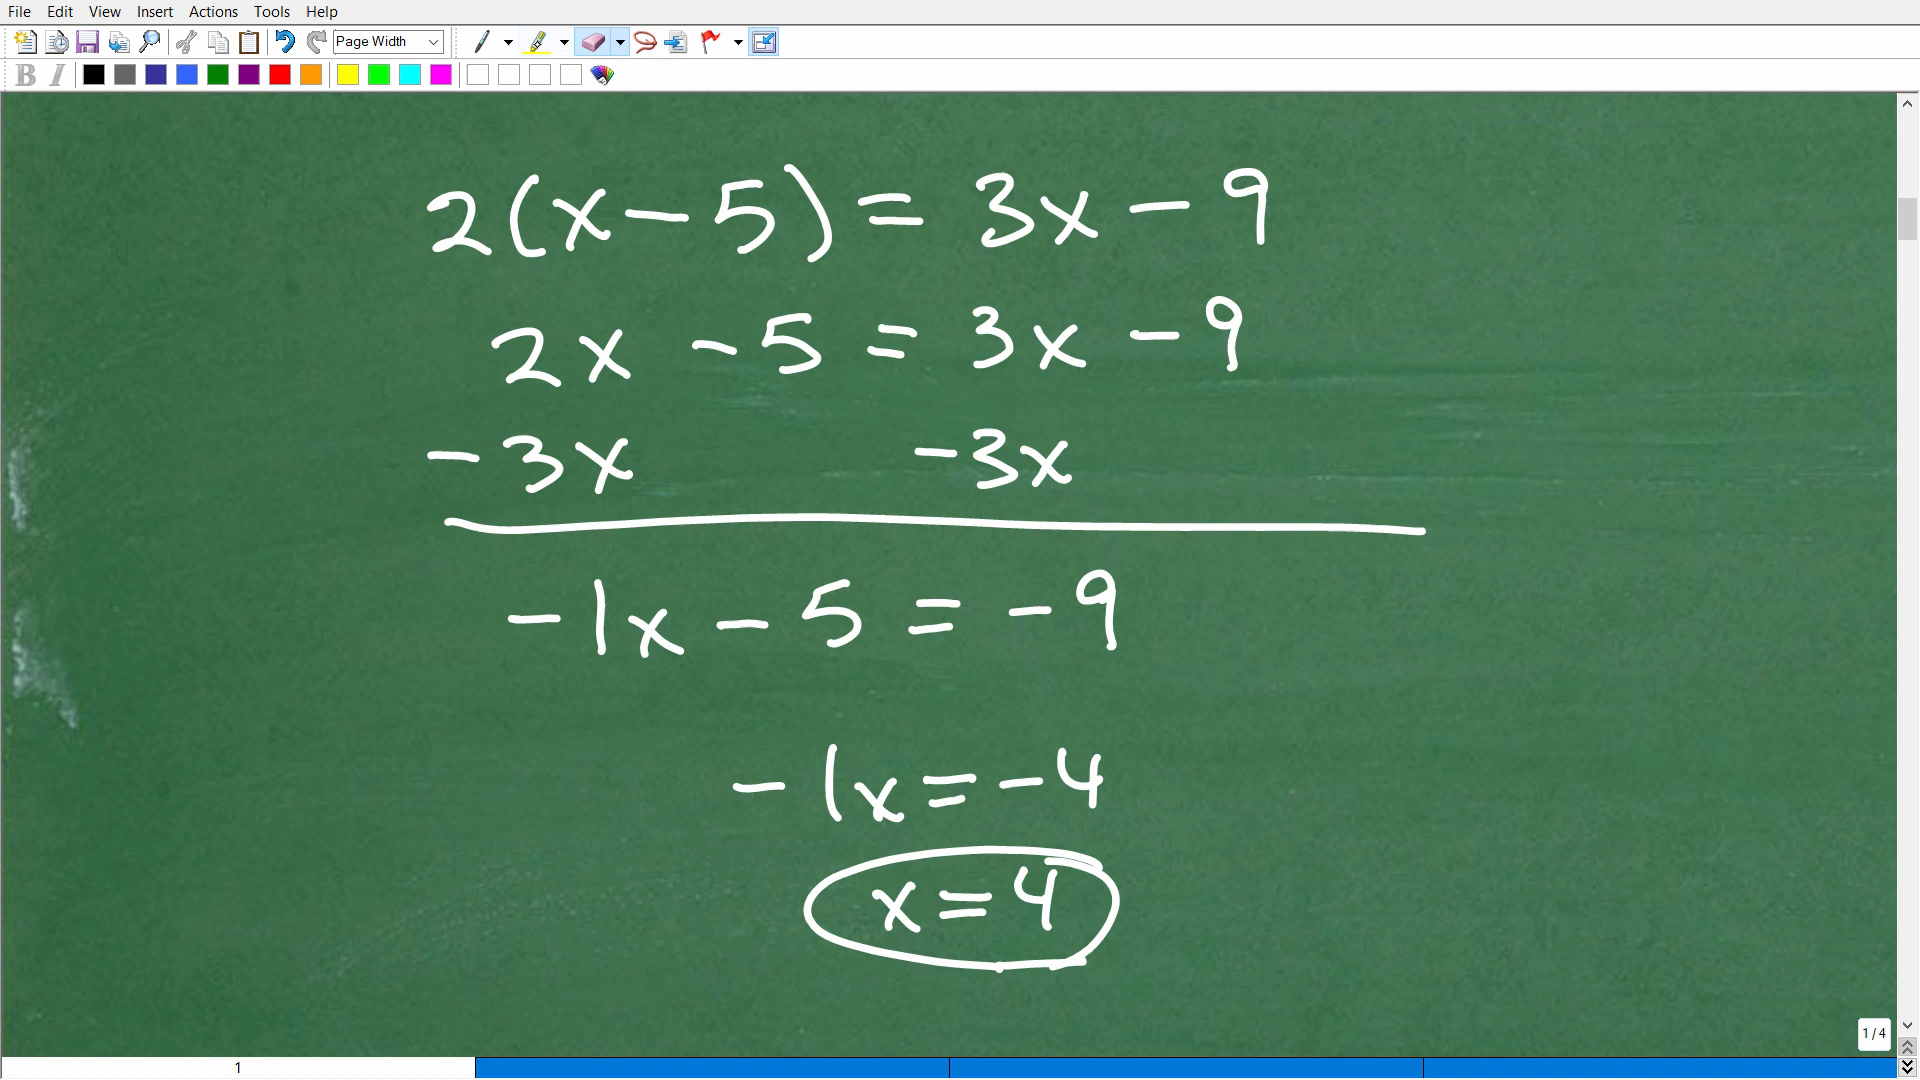 File Edit View Insert Actions Tools Help
Page Width
B I
2(x-5) = 3x - 9
2x - 5 = 3x - 9
-3x -3x
-1x - 5 = -9
-1x = -4
x = 4
1 / 4
1